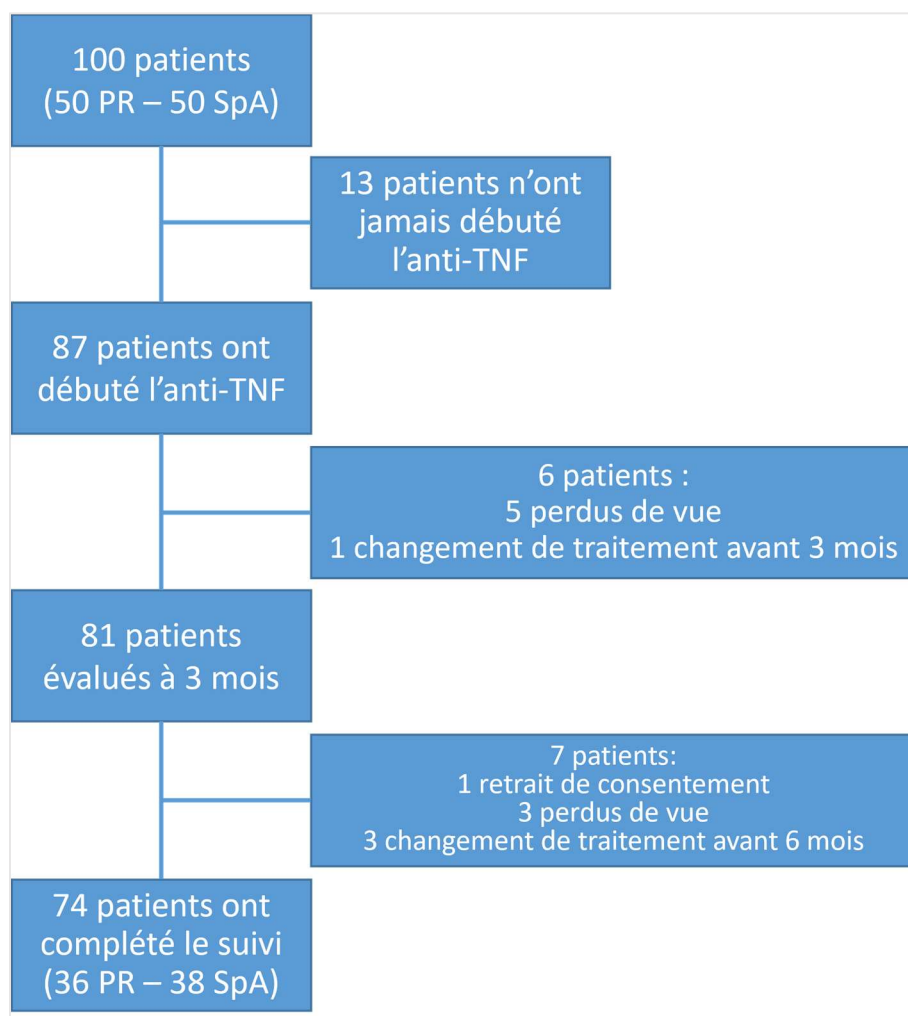 100 patients
(50 PR – 50 SpA)
13 patients n’ont
jamais débuté
l’anti-TNF
87 patients ont
débuté l’anti-TNF
6 patients :
5 perdus de vue
1 changement de traitement avant 3 mois
81 patients
évalués à 3 mois
7 patients:
1 retrait de consentement
3 perdus de vue
3 changement de traitement avant 6 mois
74 patients ont
complété le suivi
(36 PR – 38 SpA)